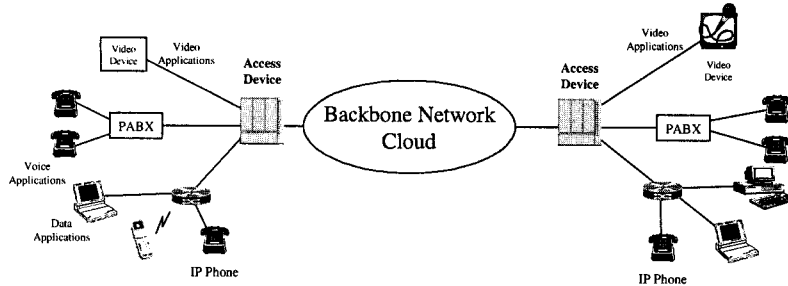 Video
Device
Video
Applications
Access
Device
PABX
Voice
Applications
Data
Applications
IP Phone
Backbone Network
Cloud
Access
Device
Video
Applications
Video
Device
PABX
IP Phone